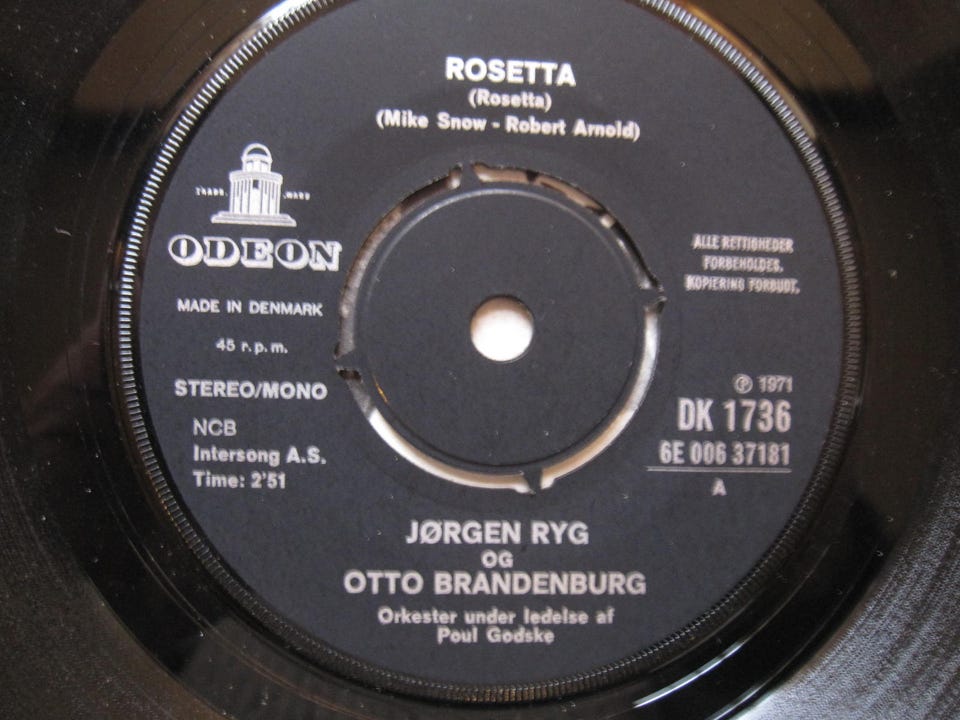 ROSETTA
(Rosetta)
(Mike Snow - Robert Arnold)
TRADE MARK
ODEON
MADE IN DENMARK
45 r.p.m.
STEREO/MONO
NCB
Intersong A.S.
Time: 2'51
ALLE RETTIGHEDER
FORBEHOLDES.
KOPIERING FORBUDT.
℗ 1971
DK 1736
6E 006 37181
A
JØRGEN RYG
OG
OTTO BRANDENBURG
Orkester under ledelse af
Poul Godske